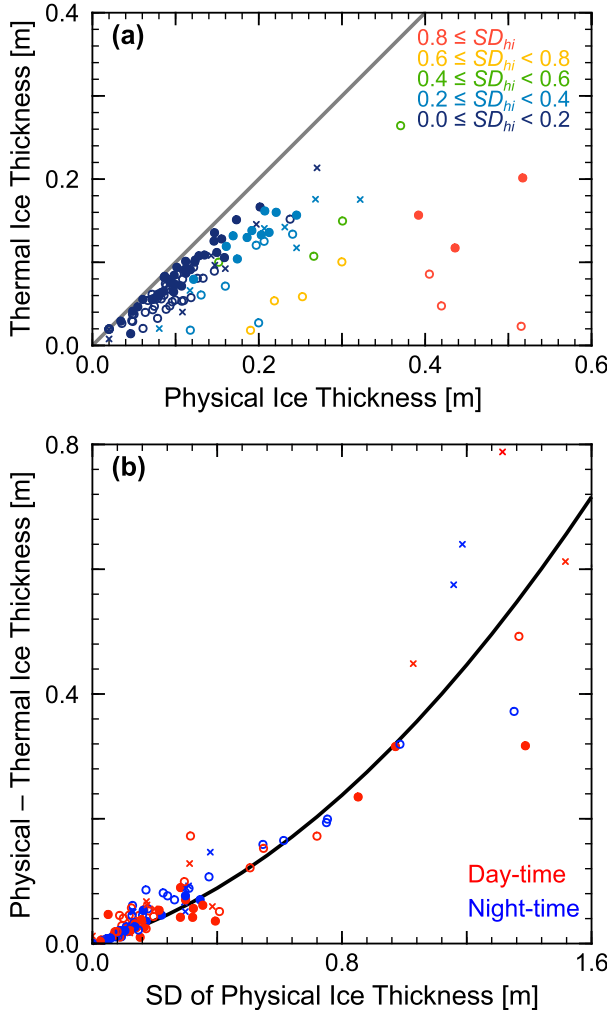 (a)
0.8 ≤ SD_hi
0.6 ≤ SD_hi < 0.8
0.4 ≤ SD_hi < 0.6
0.2 ≤ SD_hi < 0.4
0.0 ≤ SD_hi < 0.2
Thermal Ice Thickness [m]
0.4
0.2
0.0
0.0 0.2 0.4 0.6
Physical Ice Thickness [m]
(b)
Physical – Thermal Ice Thickness [m]
0.8
0.4
0.0
Day-time
Night-time
0.0 0.8 1.6
SD of Physical Ice Thickness [m]